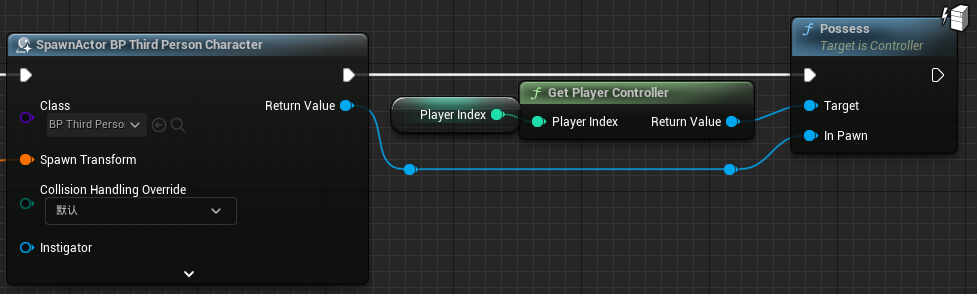 SpawnActor BP Third Person Character
Class
BP Third Perso
Return Value
Spawn Transform
Collision Handling Override
默认
Instigator
Player Index
Get Player Controller
Player Index
Return Value
Possess
Target is Controller
Target
In Pawn